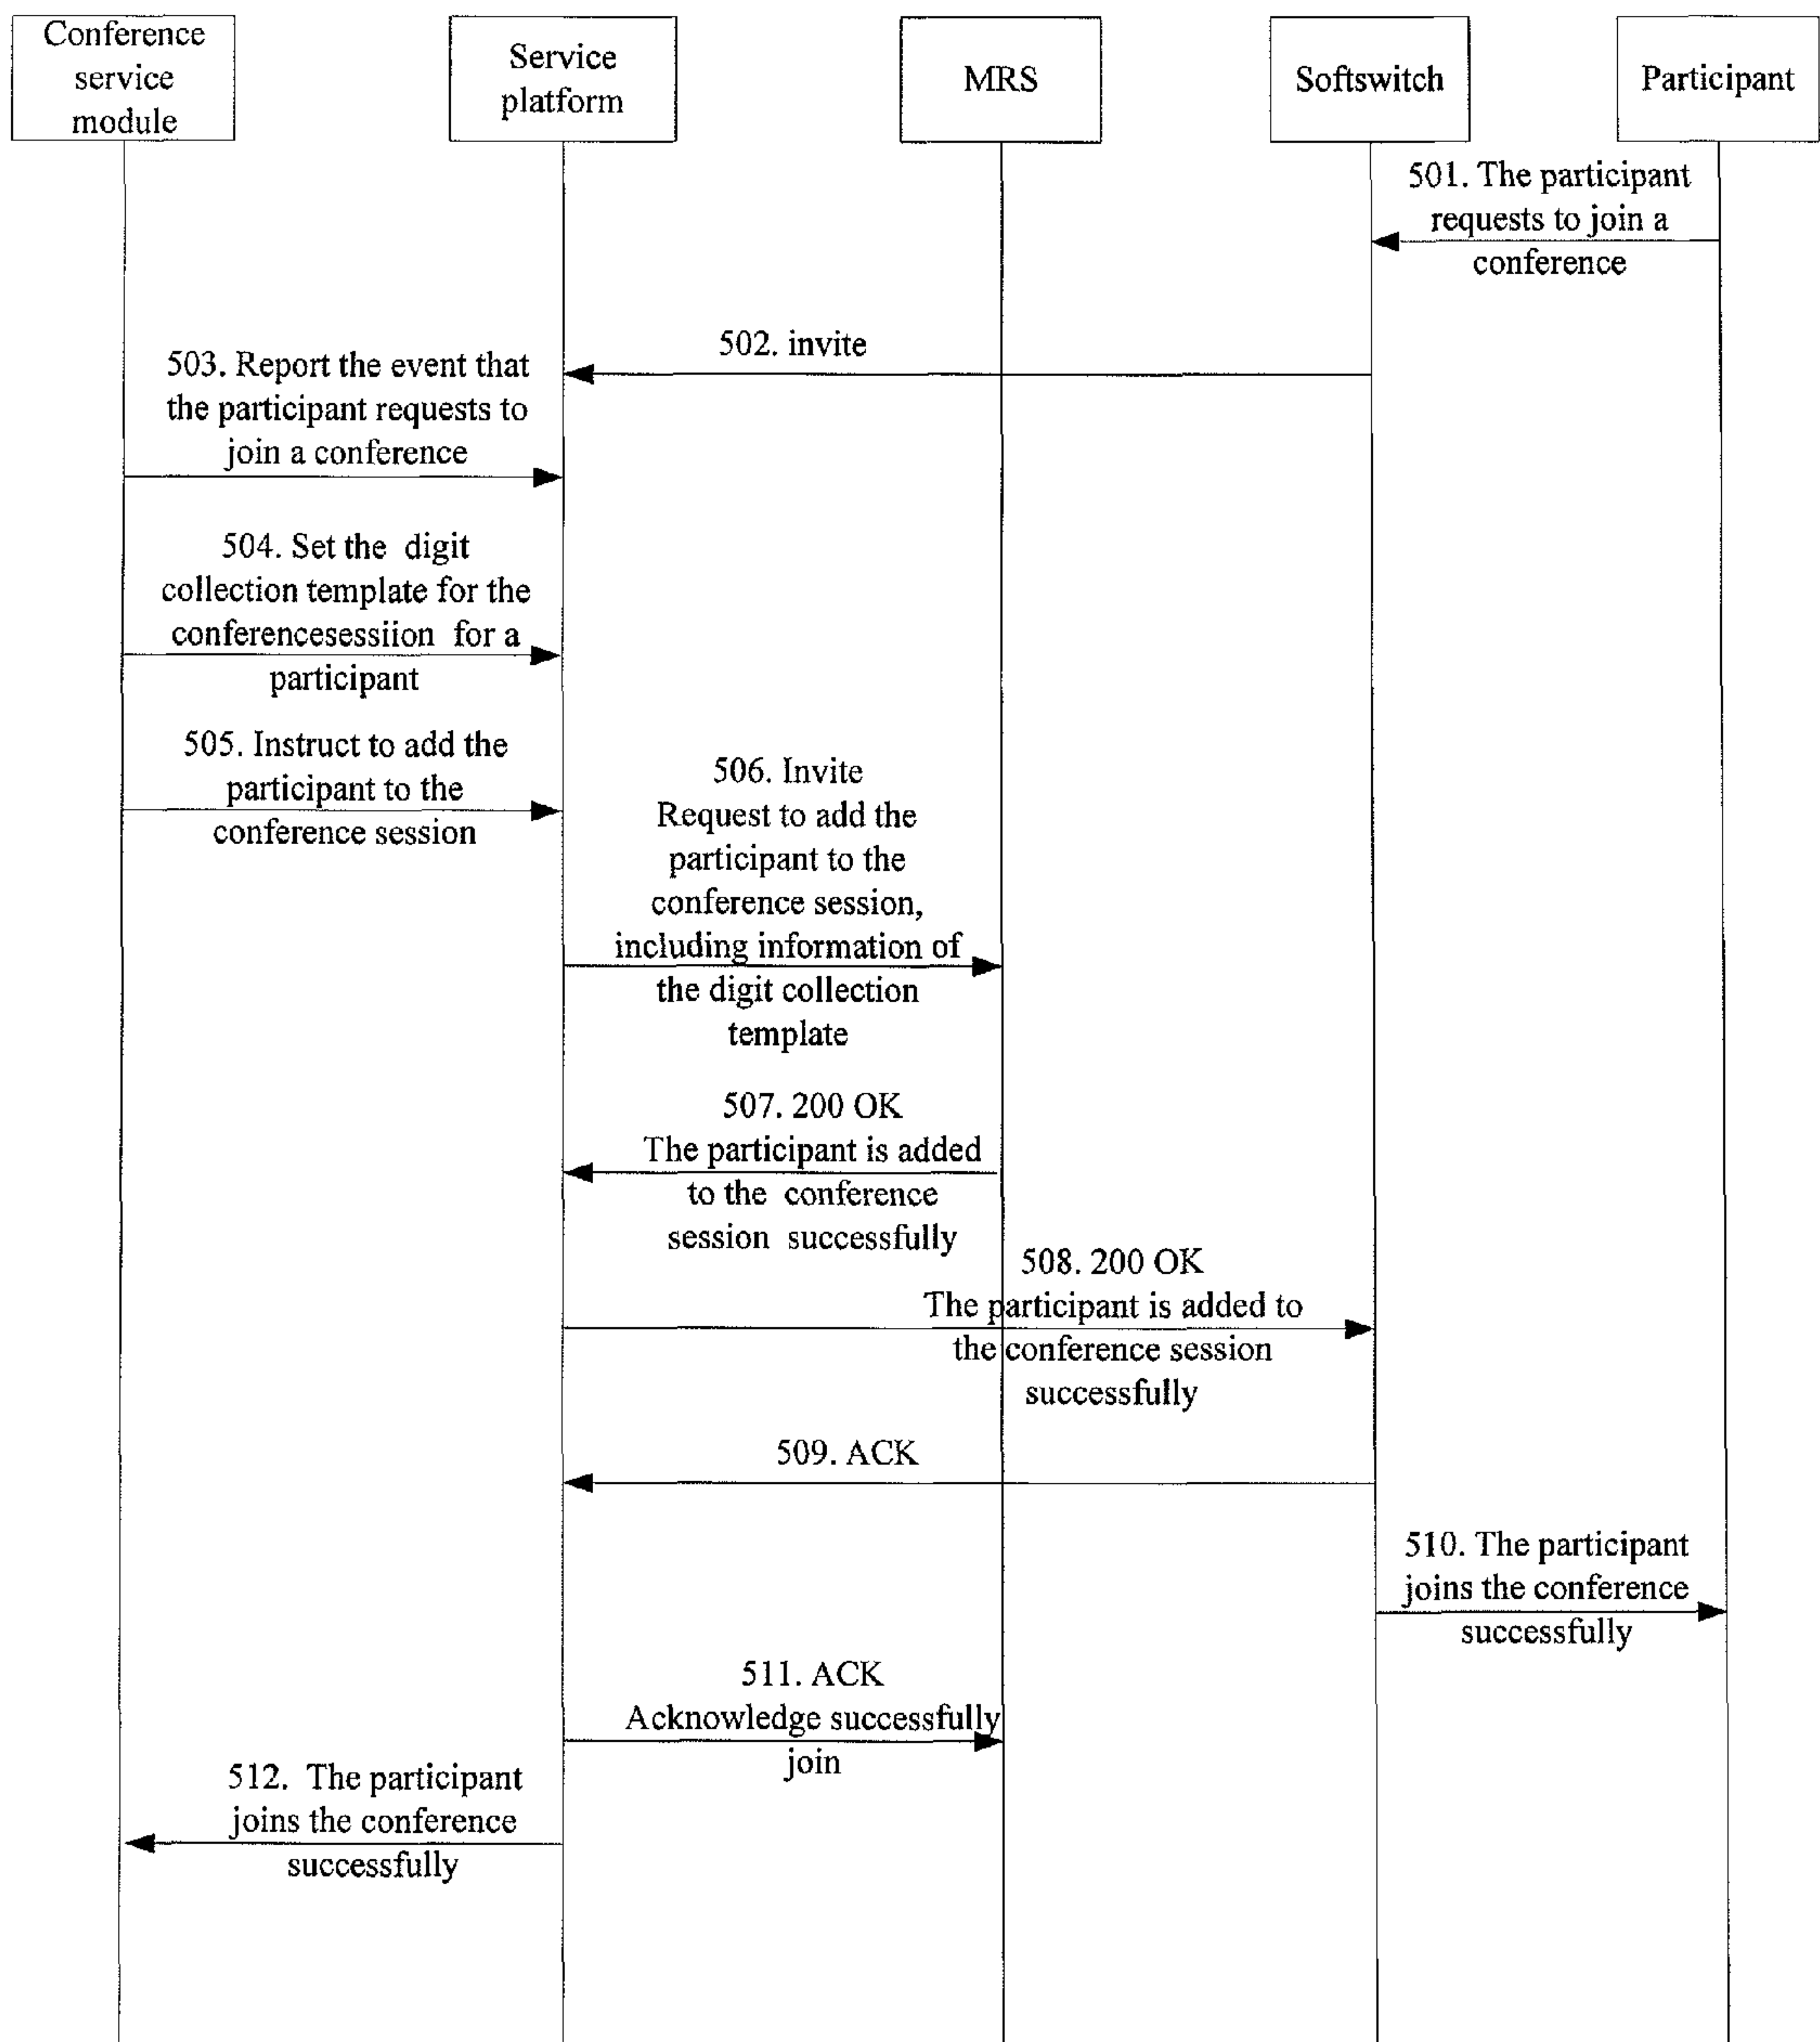 Conference
service
module
Service
platform
MRS
Softswitch
Participant
501. The participant
requests to join a
conference
502. invite
503. Report the event that
the participant requests to
join a conference
504. Set the digit
collection template for the
conferencesessiion for a
participant
505. Instruct to add the
participant to the
conference session
506. Invite
Request to add the
participant to the
conference session,
including information of
the digit collection
template
507. 200 OK
The participant is added
to the conference
session successfully
508. 200 OK
The participant is added to
the conference session
successfully
509. ACK
510. The participant
joins the conference
successfully
511. ACK
Acknowledge successfully
join
512. The participant
joins the conference
successfully